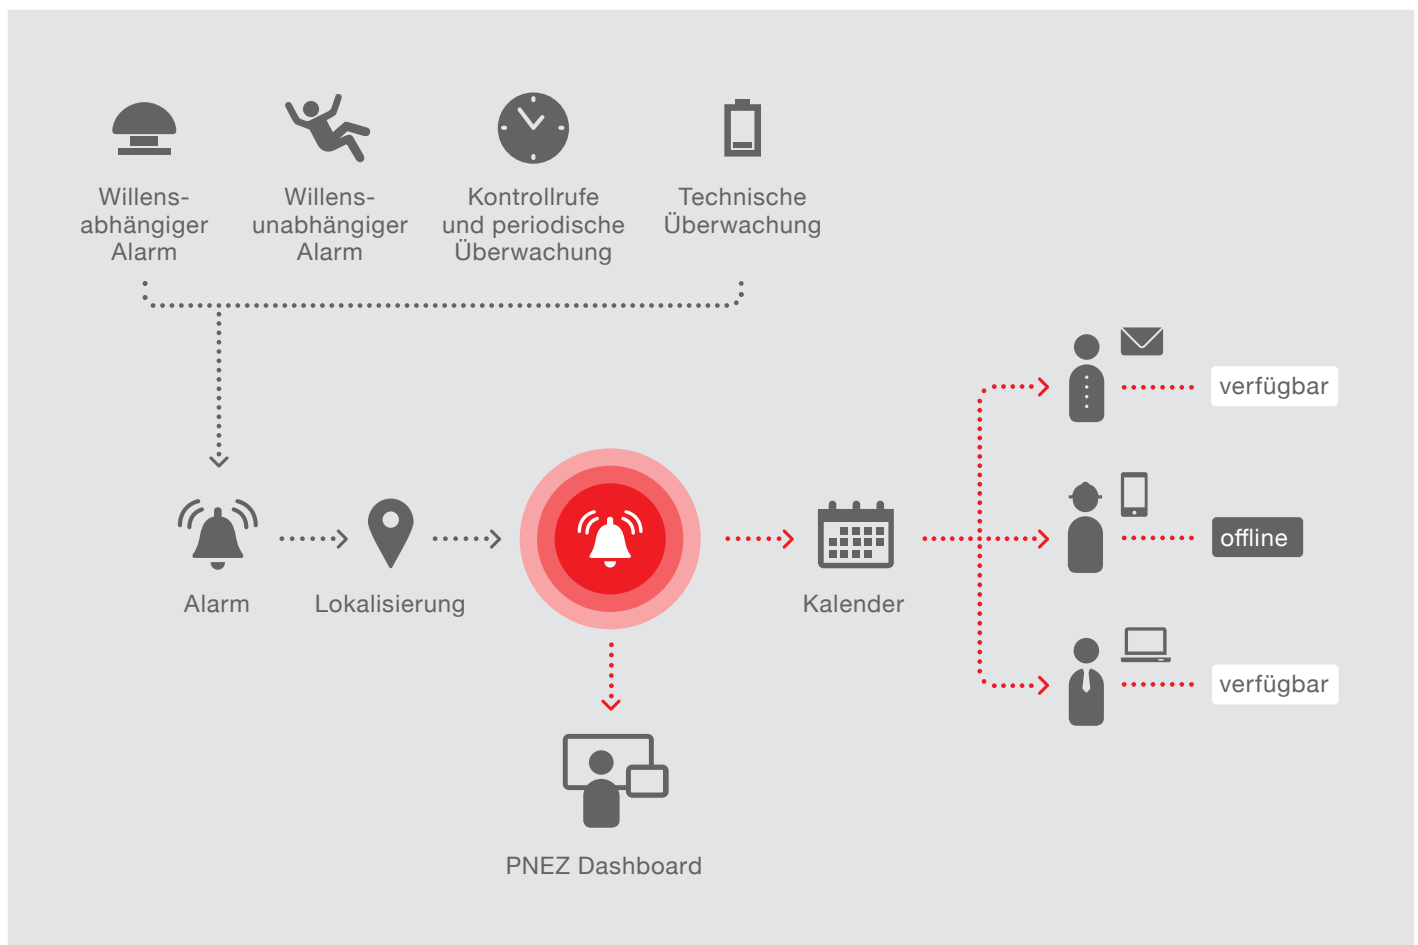 Willens-
abhängiger
Alarm
Willens-
unabhängiger
Alarm
Kontrollrufe
und periodische
Überwachung
Technische
Überwachung
verfügbar
offline
verfügbar
Alarm
Lokalisierung
Kalender
PNEZ Dashboard